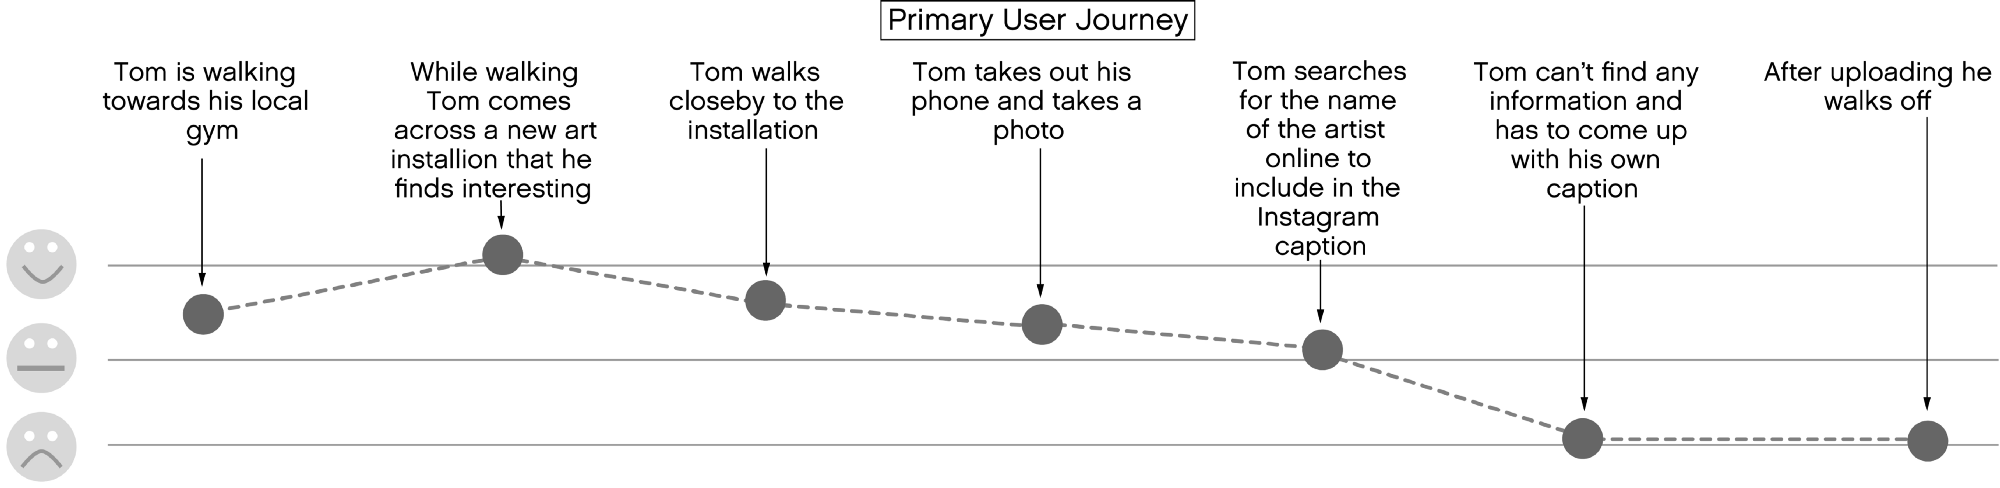 Primary User Journey
Tom is walking
towards his local
gym
While walking
Tom comes
across a new art
installion that he
finds interesting
Tom walks
closeby to the
installation
Tom takes out his
phone and takes a
photo
Tom searches
for the name
of the artist
online to
include in the
Instagram
caption
Tom can't find any
information and
has to come up
with his own
caption
After uploading he
walks off